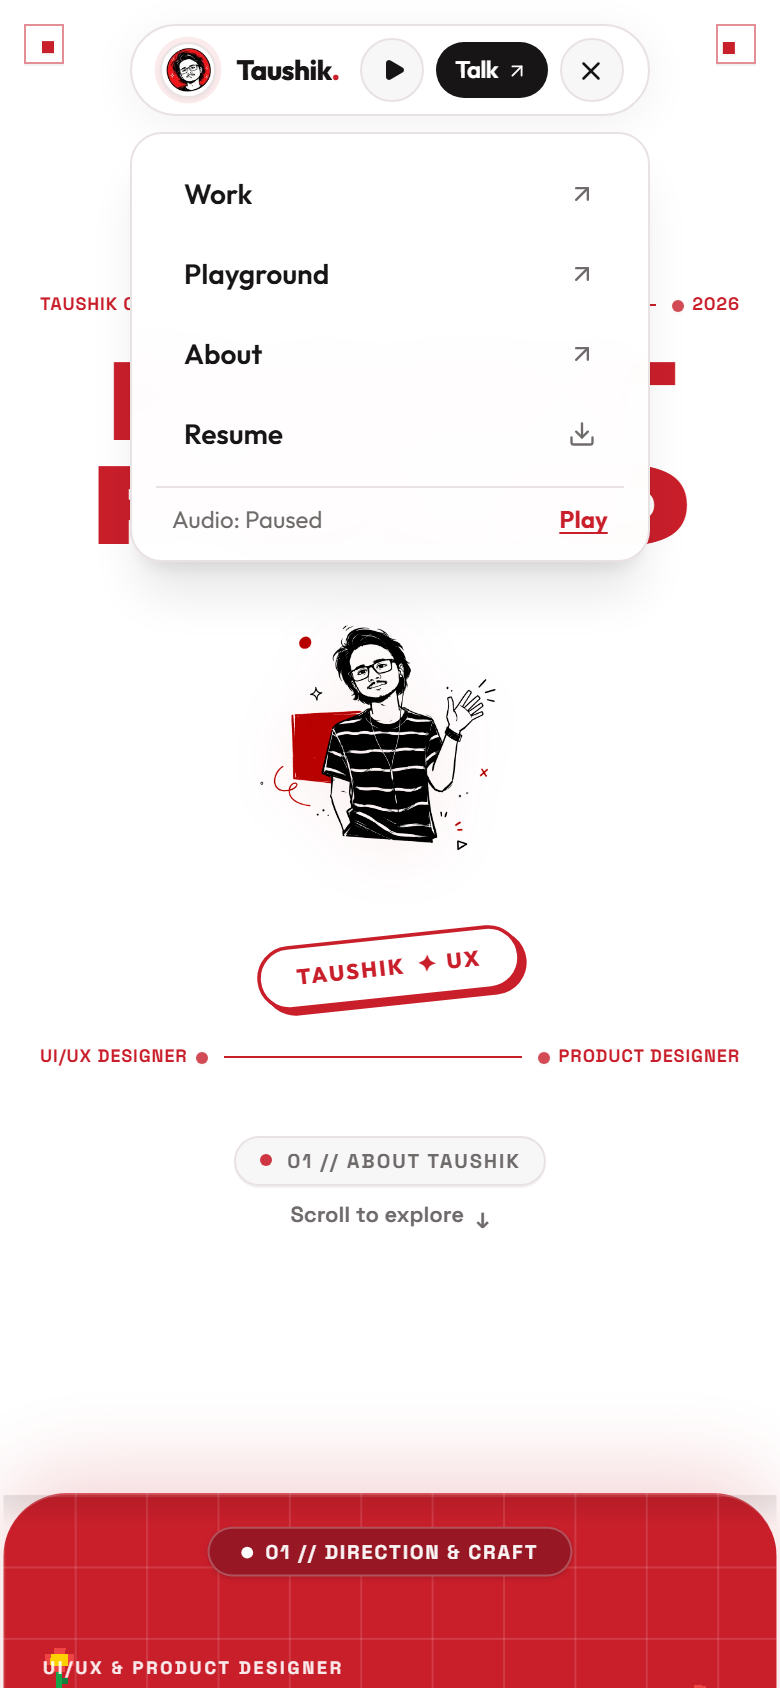 Taushik.
Talk
Work
Playground
About
Resume
Audio: Paused Play
TAUSHIK
2026
TAUSHIK ✦ UX
UI/UX DESIGNER PRODUCT DESIGNER
01 // ABOUT TAUSHIK
Scroll to explore ↓
01 // DIRECTION & CRAFT
UI/UX & PRODUCT DESIGNER